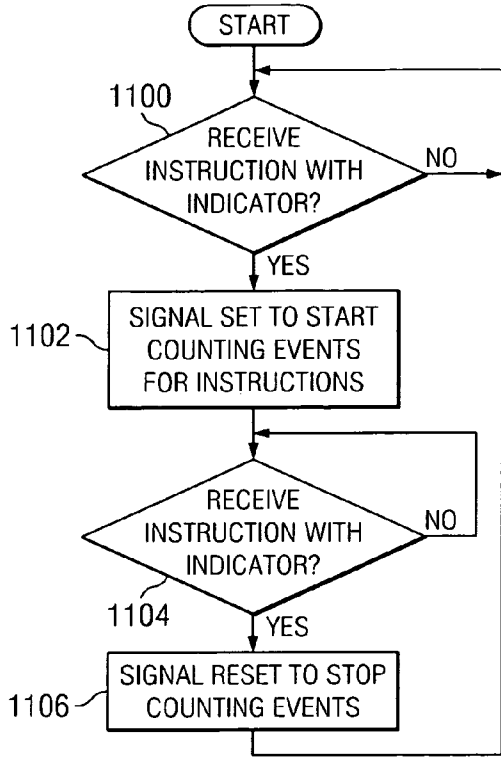 START
1100
RECEIVE
INSTRUCTION WITH
INDICATOR?
NO
YES
1102
SIGNAL SET TO START
COUNTING EVENTS
FOR INSTRUCTIONS
RECEIVE
INSTRUCTION WITH
INDICATOR?
NO
1104
YES
1106
SIGNAL RESET TO STOP
COUNTING EVENTS